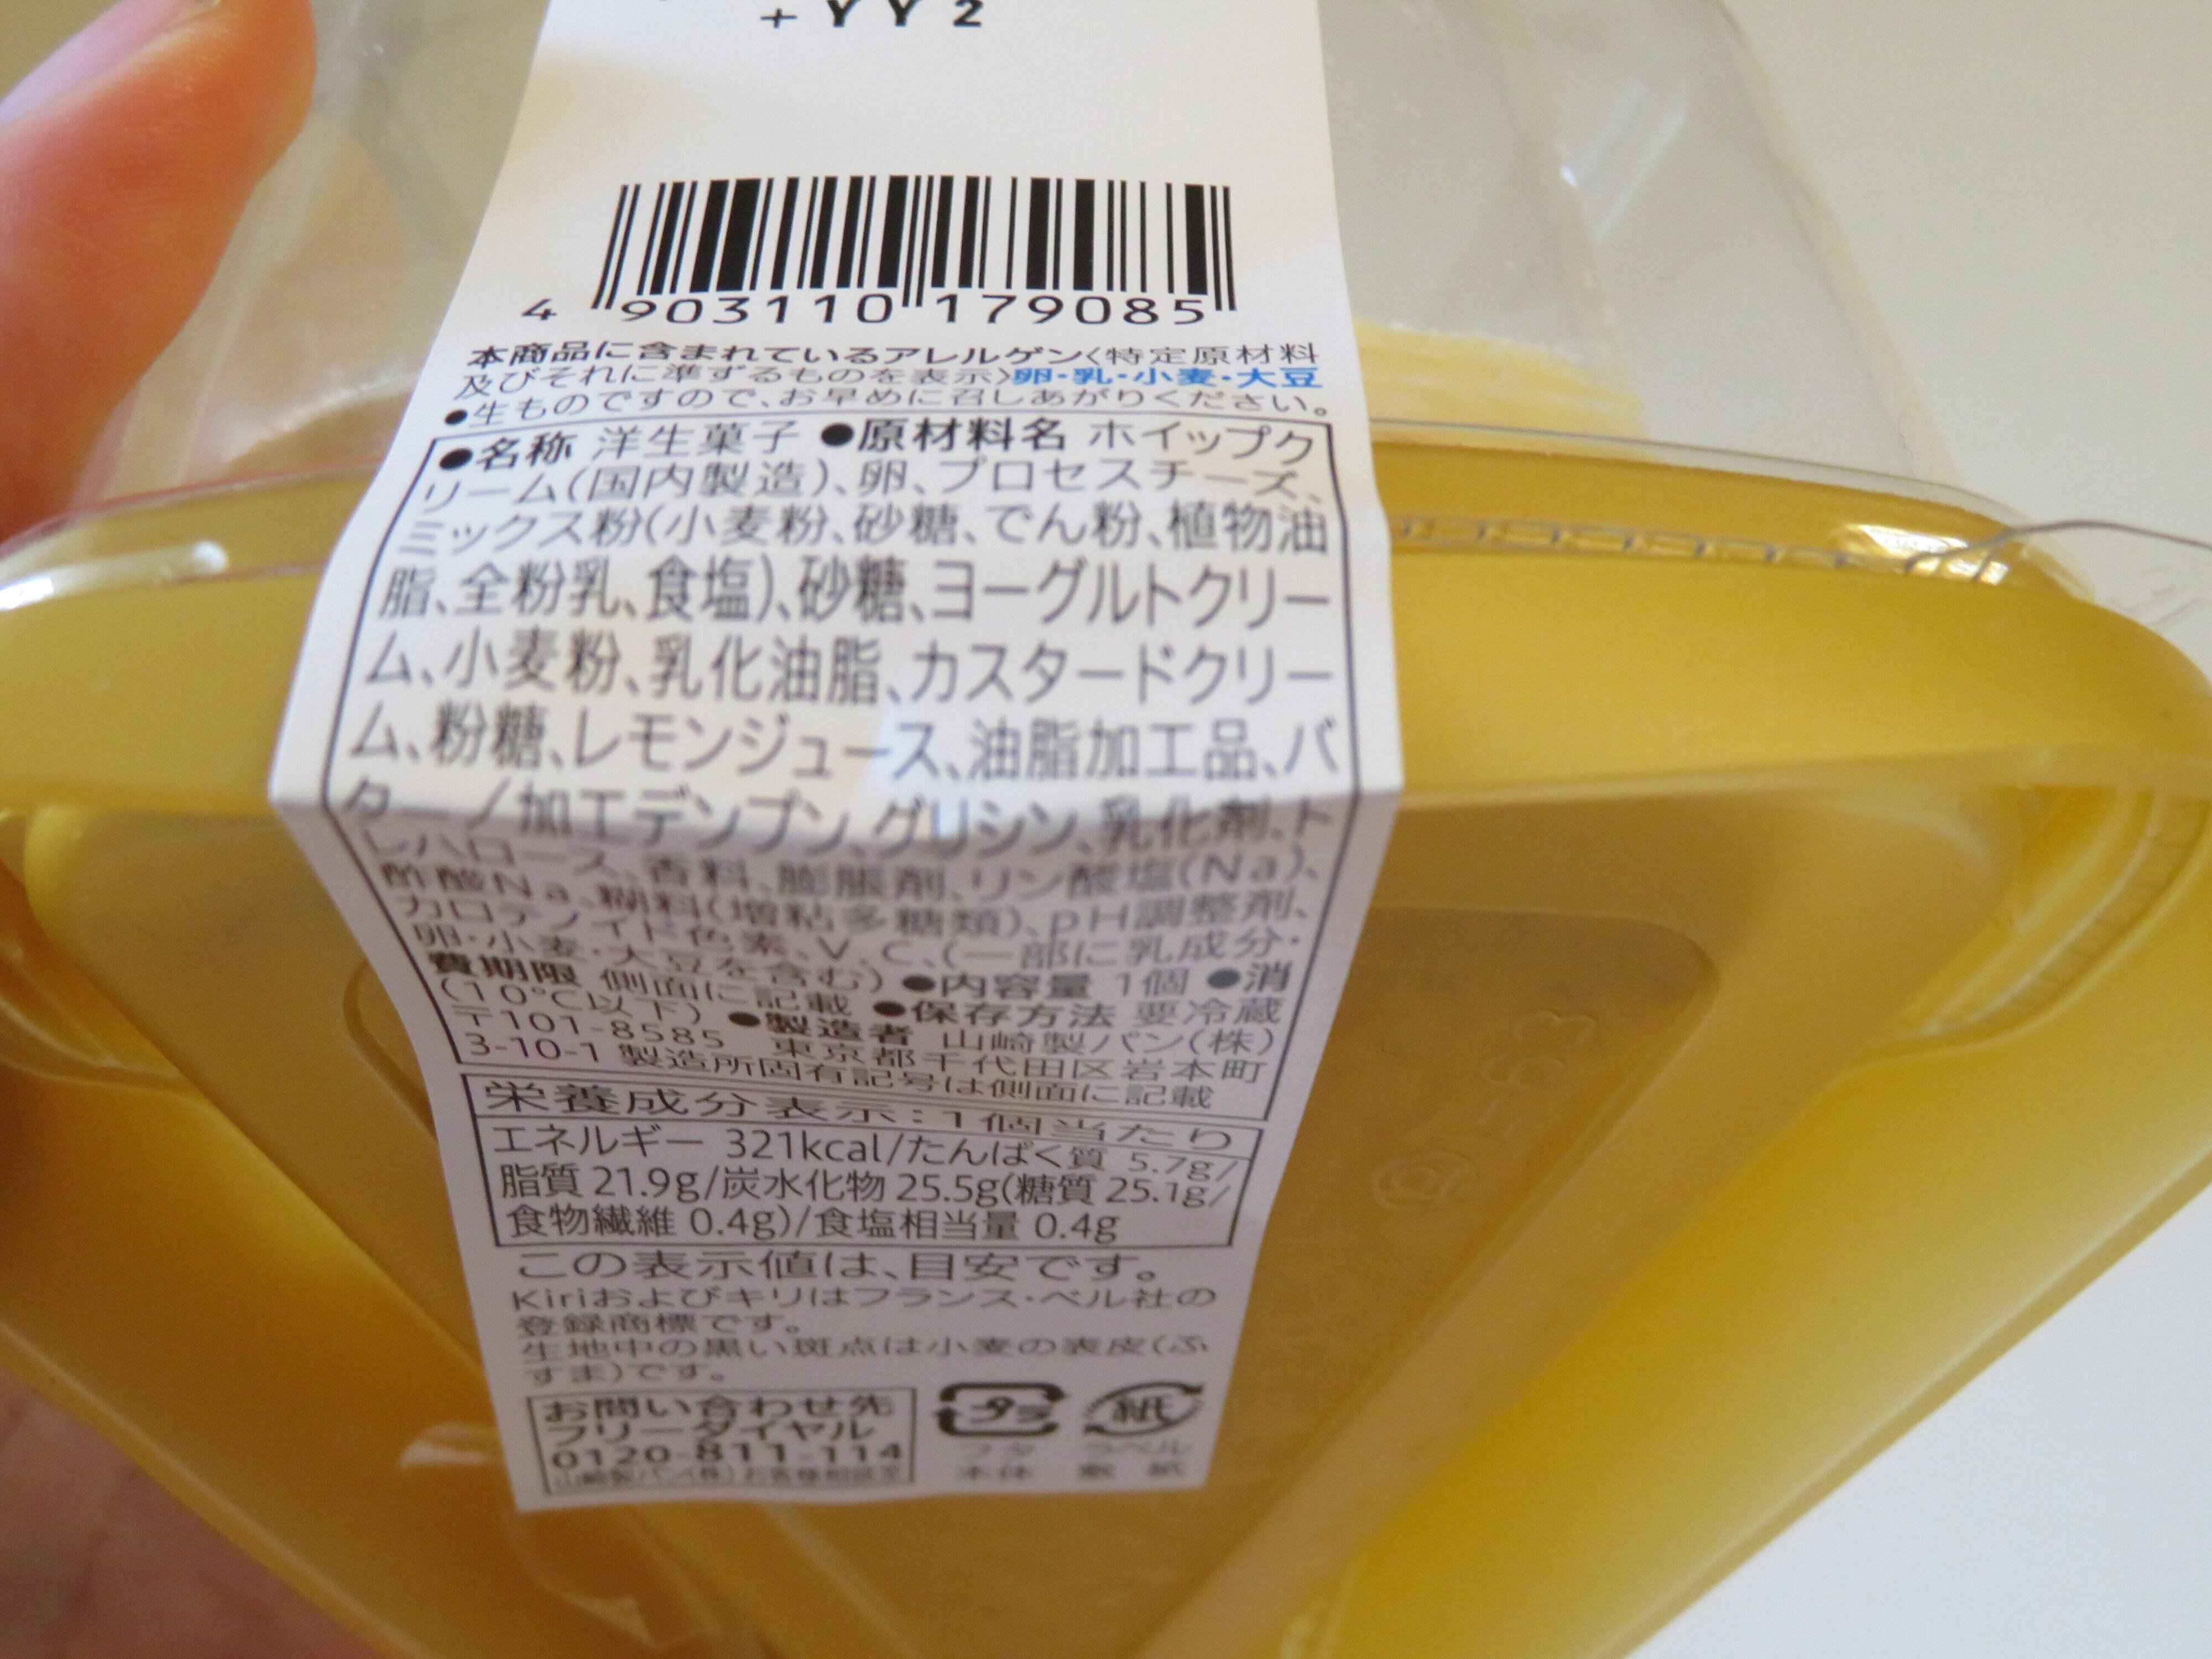 +YY2
4 903110 179085
本商品に含まれているアレルゲン〈特定原材料
及びそれに準ずるものを表示〉卵・乳・小麦・大豆
●生ものですので、お早めに召しあがりください。
●名称 洋生菓子 ●原材料名 ホイップク
リーム(国内製造)、卵、プロセスチーズ、
ミックス粉(小麦粉、砂糖、でん粉、植物油
脂、全粉乳、食塩)、砂糖、ヨーグルトクリー
ム、小麦粉、乳化油脂、カスタードクリー
ム、粉糖、レモンジュース、油脂加工品、バ
ター／加工デンプン、グリシン、乳化剤、ト
レハロース、香料、膨脹剤、リン酸塩(Na)、
酢酸Na、糊料(増粘多糖類)、pH調整剤、
カロテノイド色素、V.C、(一部に乳成分・
卵・小麦・大豆を含む) ●内容量 1個 ●消
費期限 側面に記載 ●保存方法 要冷蔵
(10℃以下) ●製造者 山崎製パン(株)
〒101-8585 東京都千代田区岩本町
3-10-1 製造所固有記号は側面に記載
栄養成分表示:1個当たり
エネルギー 321kcal/たんぱく質 5.7g/
脂質 21.9g/炭水化物 25.5g(糖質 25.1g/
食物繊維 0.4g)/食塩相当量 0.4g
この表示値は、目安です。
Kiriおよびキリはフランス・ベル社の
登録商標です。
生地中の黒い斑点は小麦の表皮(ふ
すま)です。
お問い合わせ先
フリーダイヤル
0120-811-114
山崎製パン(株)お客様相談室
プラ 紙
フタ ラベル
本体 敷 紙